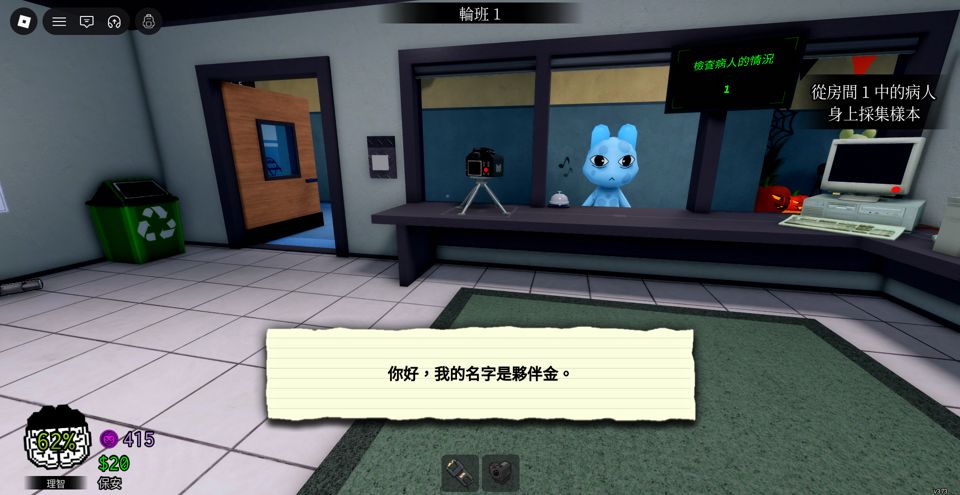 輪班 1
檢查病人的情況
1
從房間 1 中的病人
身上採集樣本
你好，我的名字是夥伴金。
62%
415
$20
理智
保安
v373